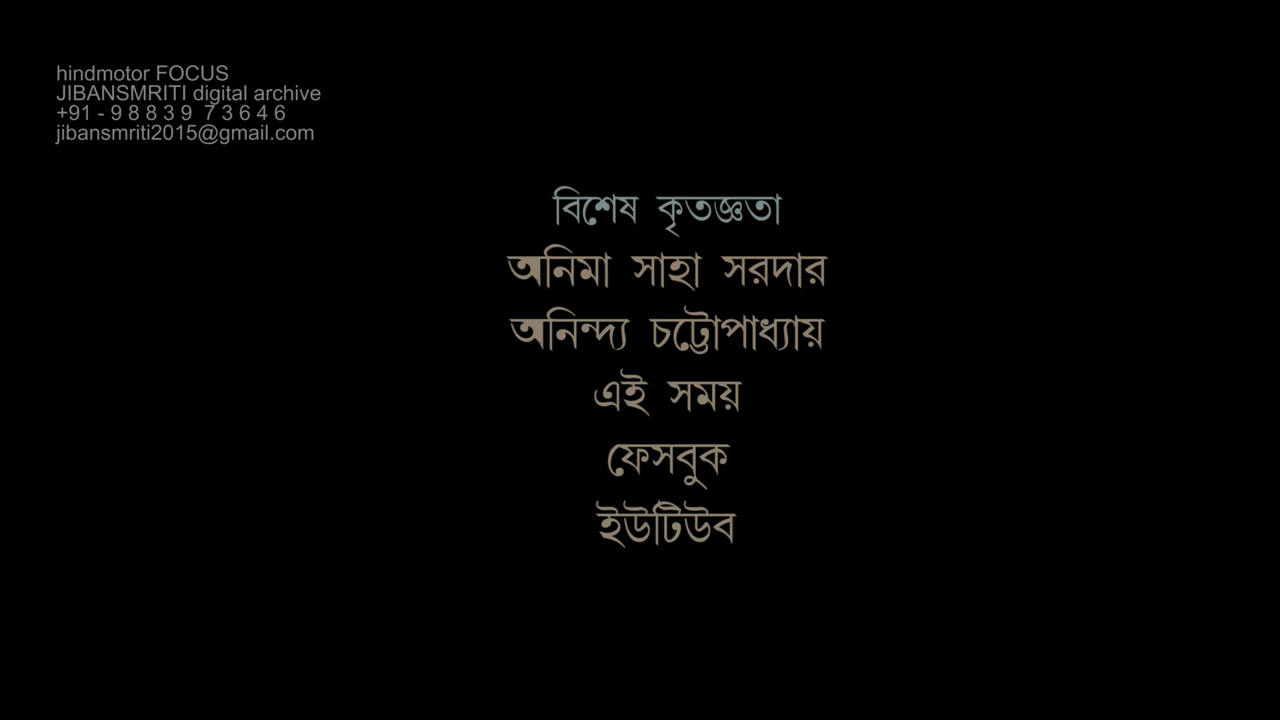 hindmotor FOCUS
JIBANSMRITI digital archive
+91 - 9 8 8 3 9 7 3 6 4 6
jibansmriti2015@gmail.com
বিশেষ কৃতজ্ঞতা
অনিমা সাহা সরদার
অনিন্দ্য চট্টোপাধ্যায়
এই সময়
ফেসবুক
ইউটিউব